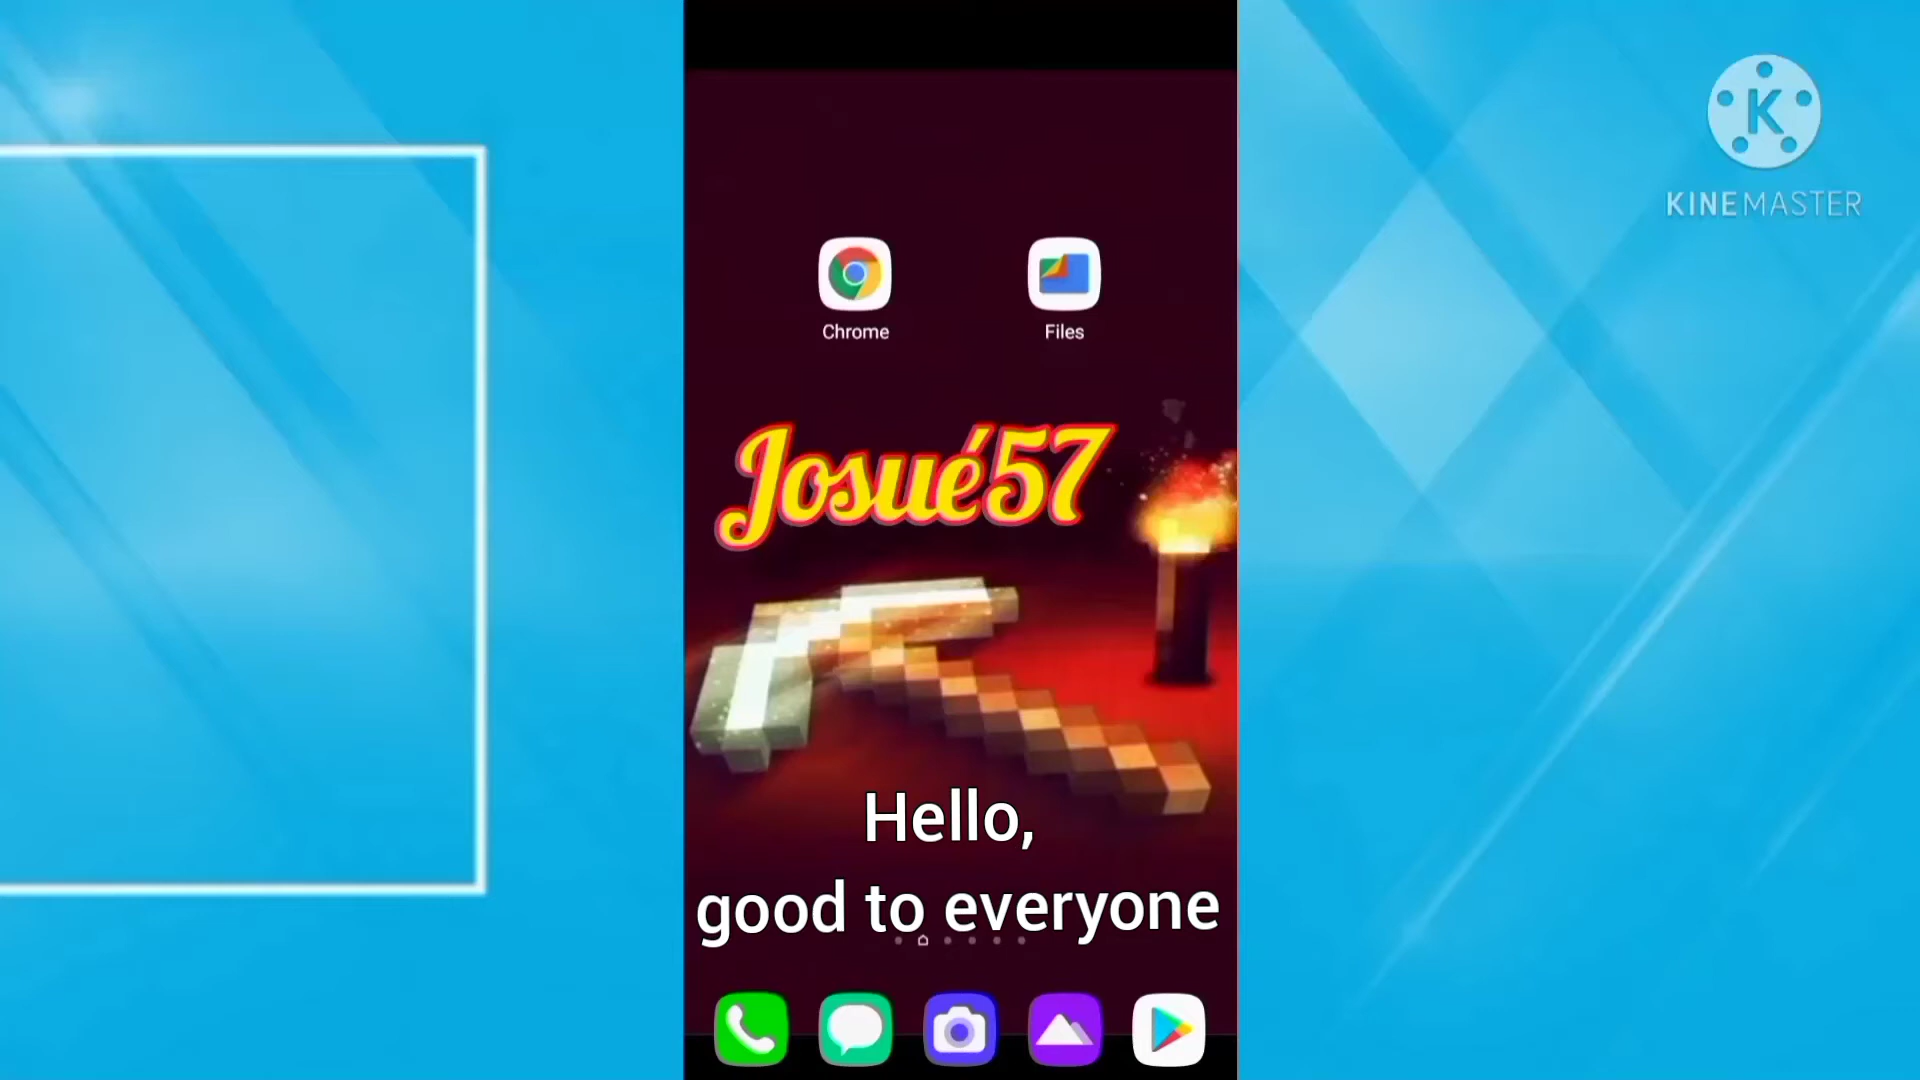 K
KINEMASTER
Chrome
Files
Josué57
Hello,
good to everyone